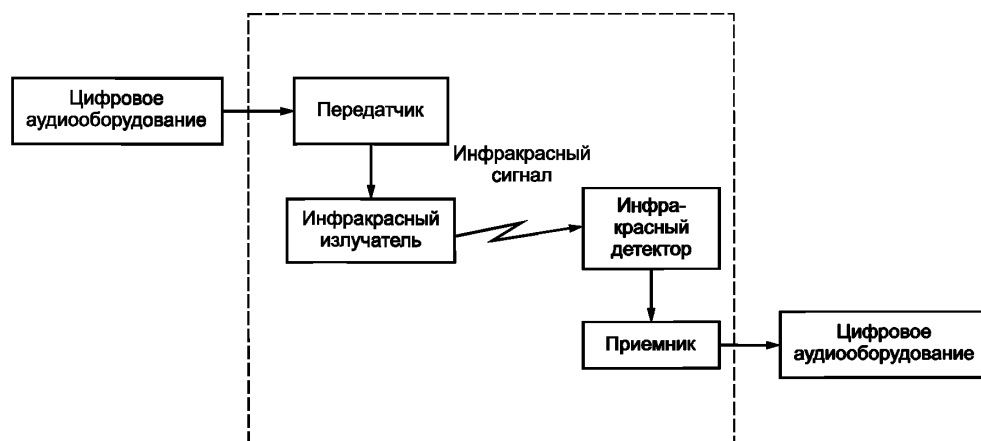 Цифровое
аудиооборудование
Передатчик
Инфракрасный
сигнал
Инфракрасный
излучатель
Инфра-
красный
детектор
Приемник
Цифровое
аудиооборудование